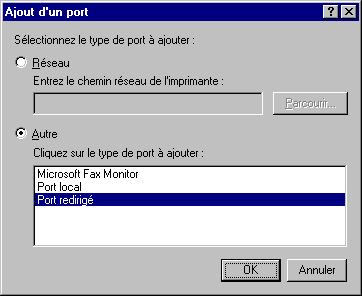 Ajout d'un port
Sélectionnez le type de port à ajouter :
Réseau
Entrez le chemin réseau de l'imprimante :
Parcourir...
Autre
Cliquez sur le type de port à ajouter :
Microsoft Fax Monitor
Port local
Port redirigé
OK
Annuler